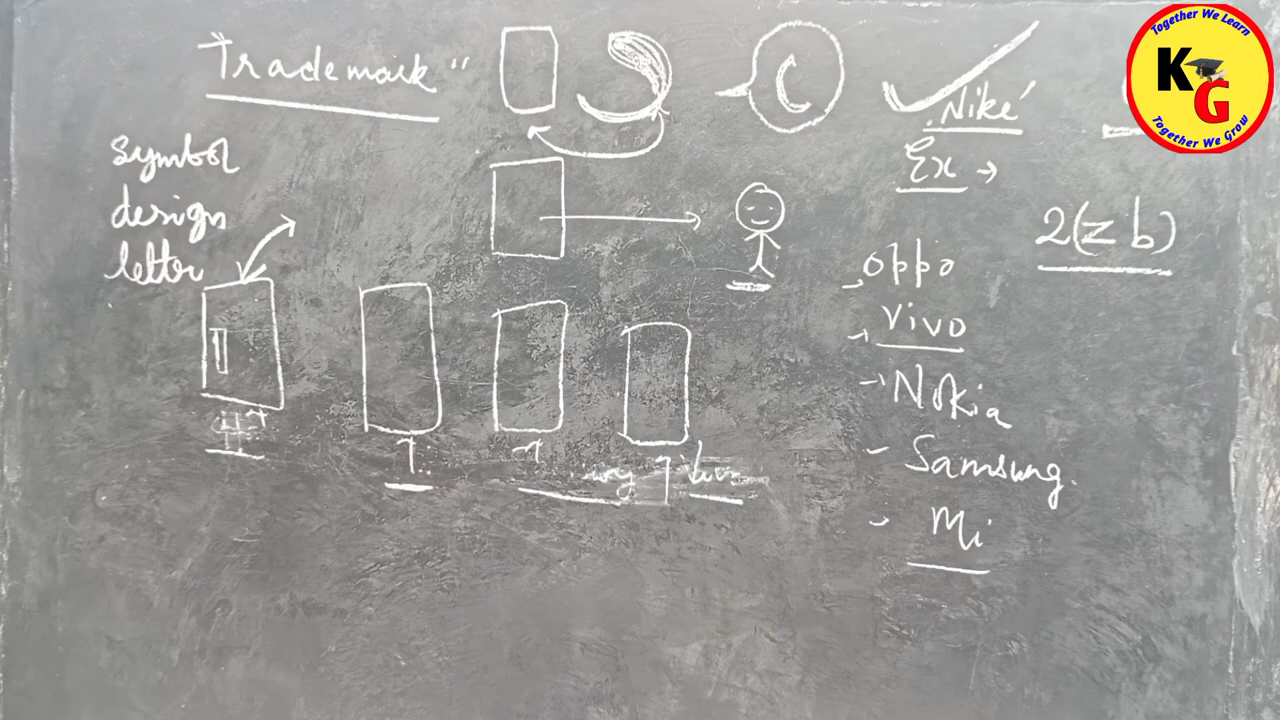 "Trademark"
C
Nike
Ex →
symbol
design
letter
2(z b)
→ oppo
→ vivo
→ Nokia
- Samsung.
- Mi
Together We Learn
KG
Together We Grow